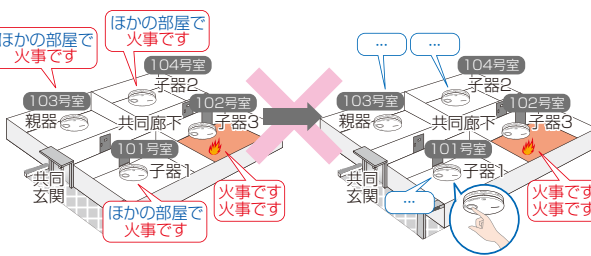 ほかの部屋で
火事です
ほかの部屋で
火事です
104号室
子器2
103号室
親器
共同廊下
102号室
子器3
101号室
子器1
共同
玄関
火事です
火事です
ほかの部屋で
火事です
…
…
104号室
子器2
103号室
親器
共同廊下
102号室
子器3
101号室
子器1
共同
玄関
…
火事です
火事です